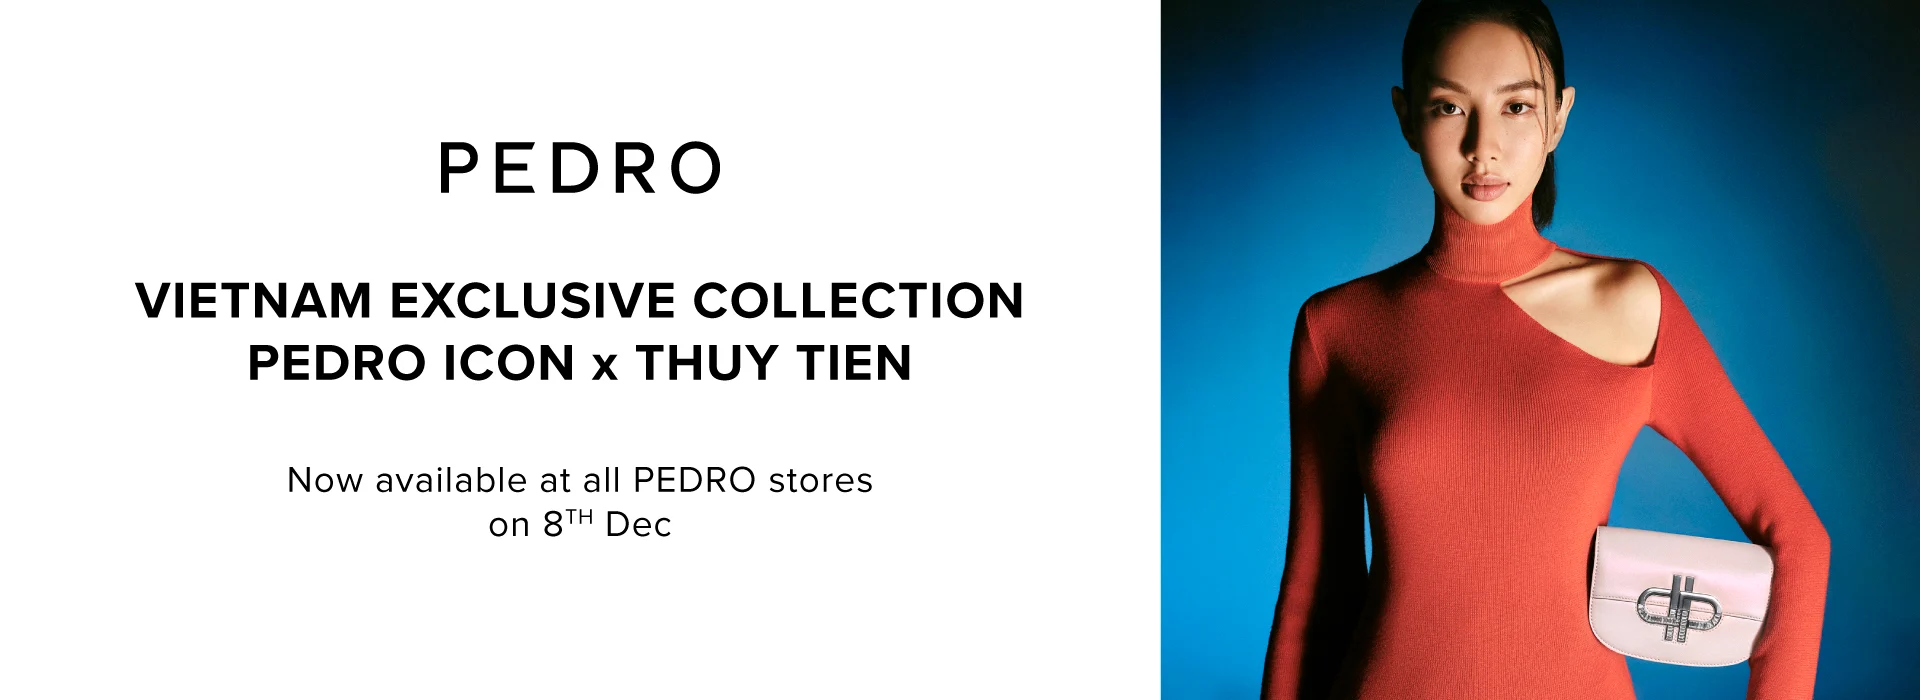 PEDRO
VIETNAM EXCLUSIVE COLLECTION
PEDRO ICON x THUY TIEN
Now available at all PEDRO stores
on 8TH Dec